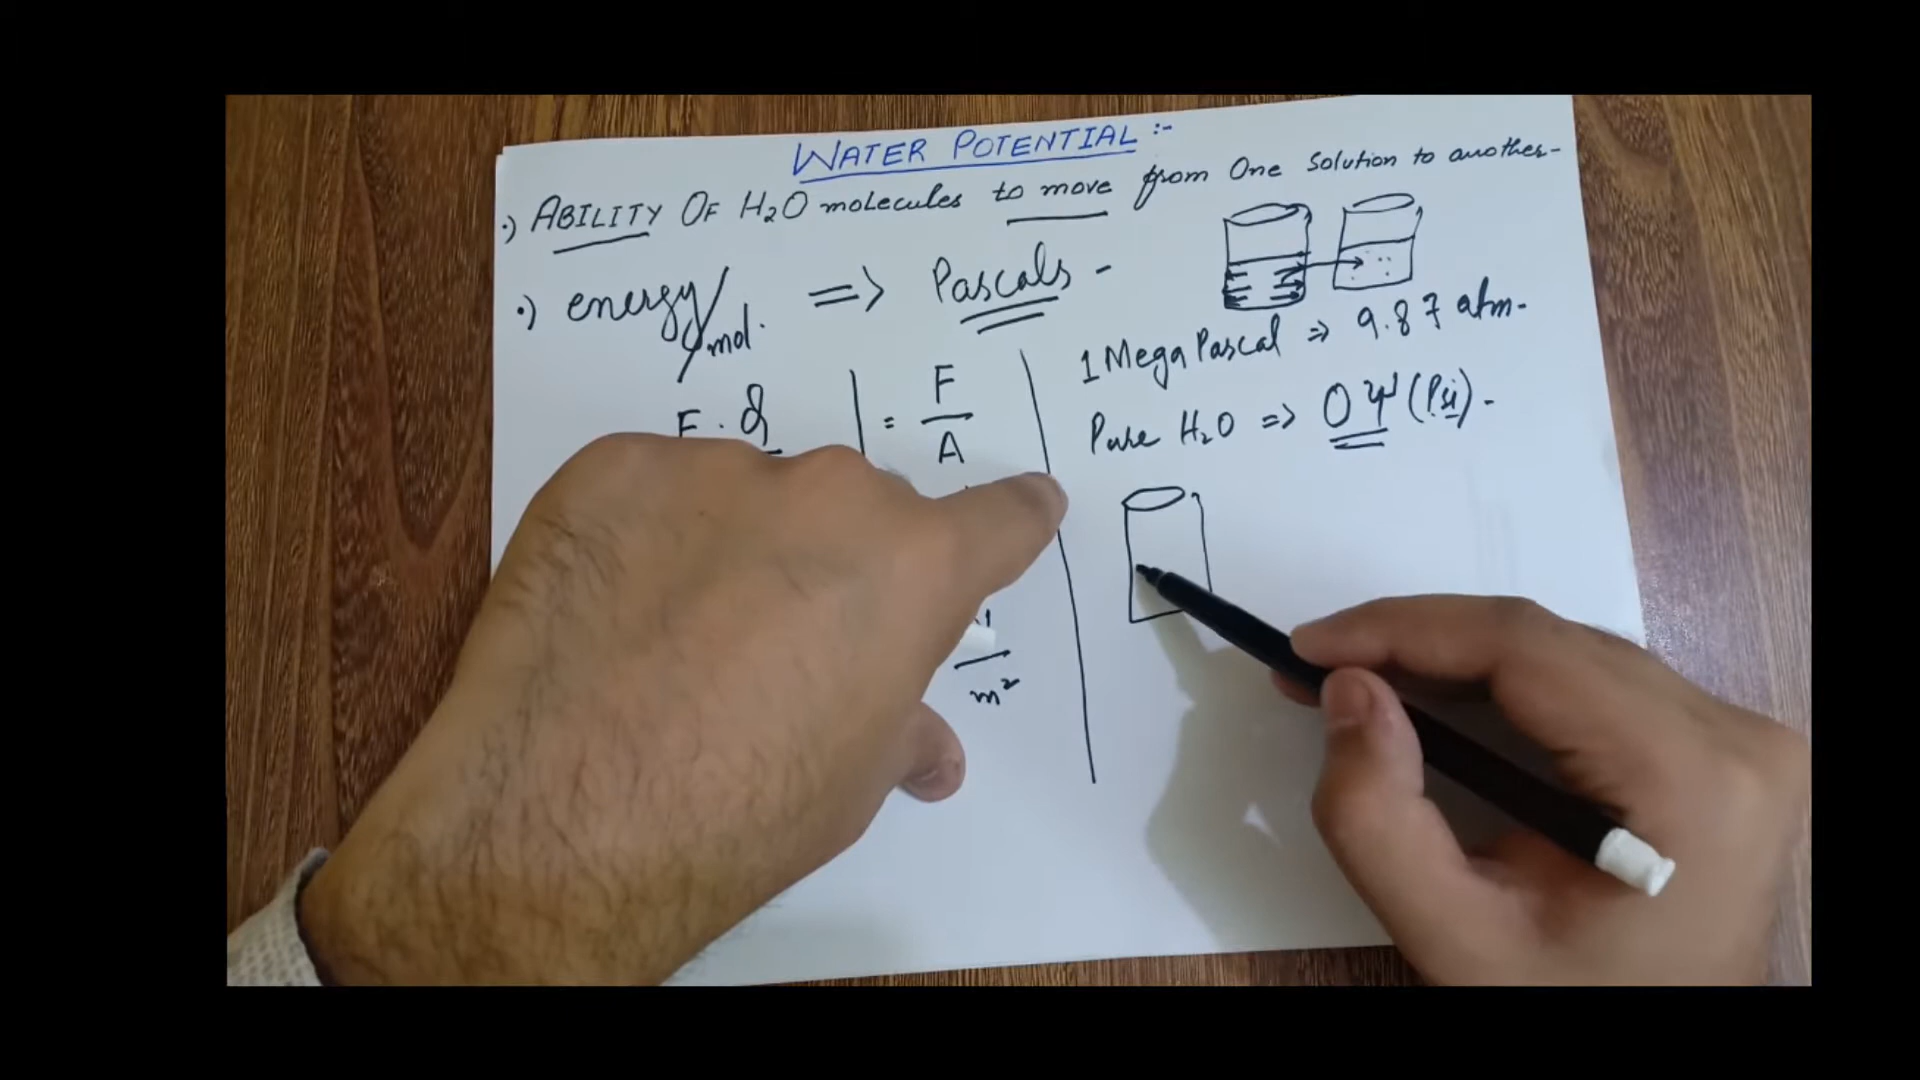 WATER POTENTIAL :-
•) ABILITY OF H₂O molecules to move from One Solution to another-
•) energy/mol. => Pascals -
1 Mega Pascal => 9.87 atm.
Pure H₂O => 0 Ψ (Psi).
F . d
= F/A
m²